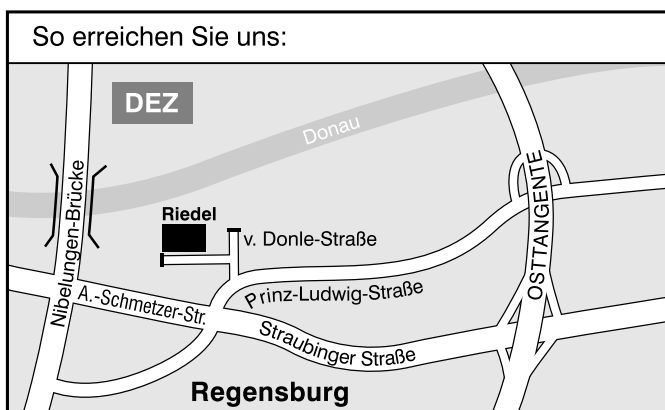 So erreichen Sie uns:
DEZ
Donau
Nibelungen-Brücke
Riedel
v. Donle-Straße
OSTTANGENTE
A.-Schmetzer-Str.
Prinz-Ludwig-Straße
Straubinger Straße
Regensburg